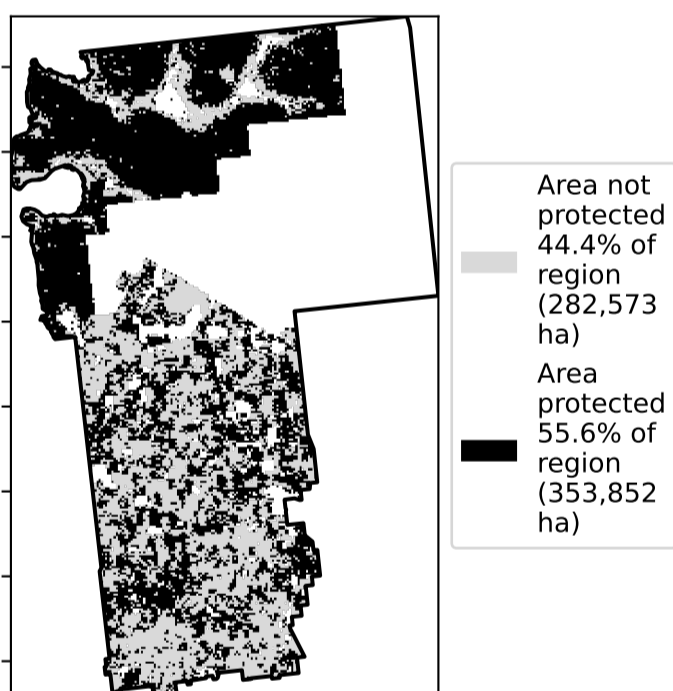 Area not
protected
44.4% of
region
(282,573
ha)
Area
protected
55.6% of
region
(353,852
ha)